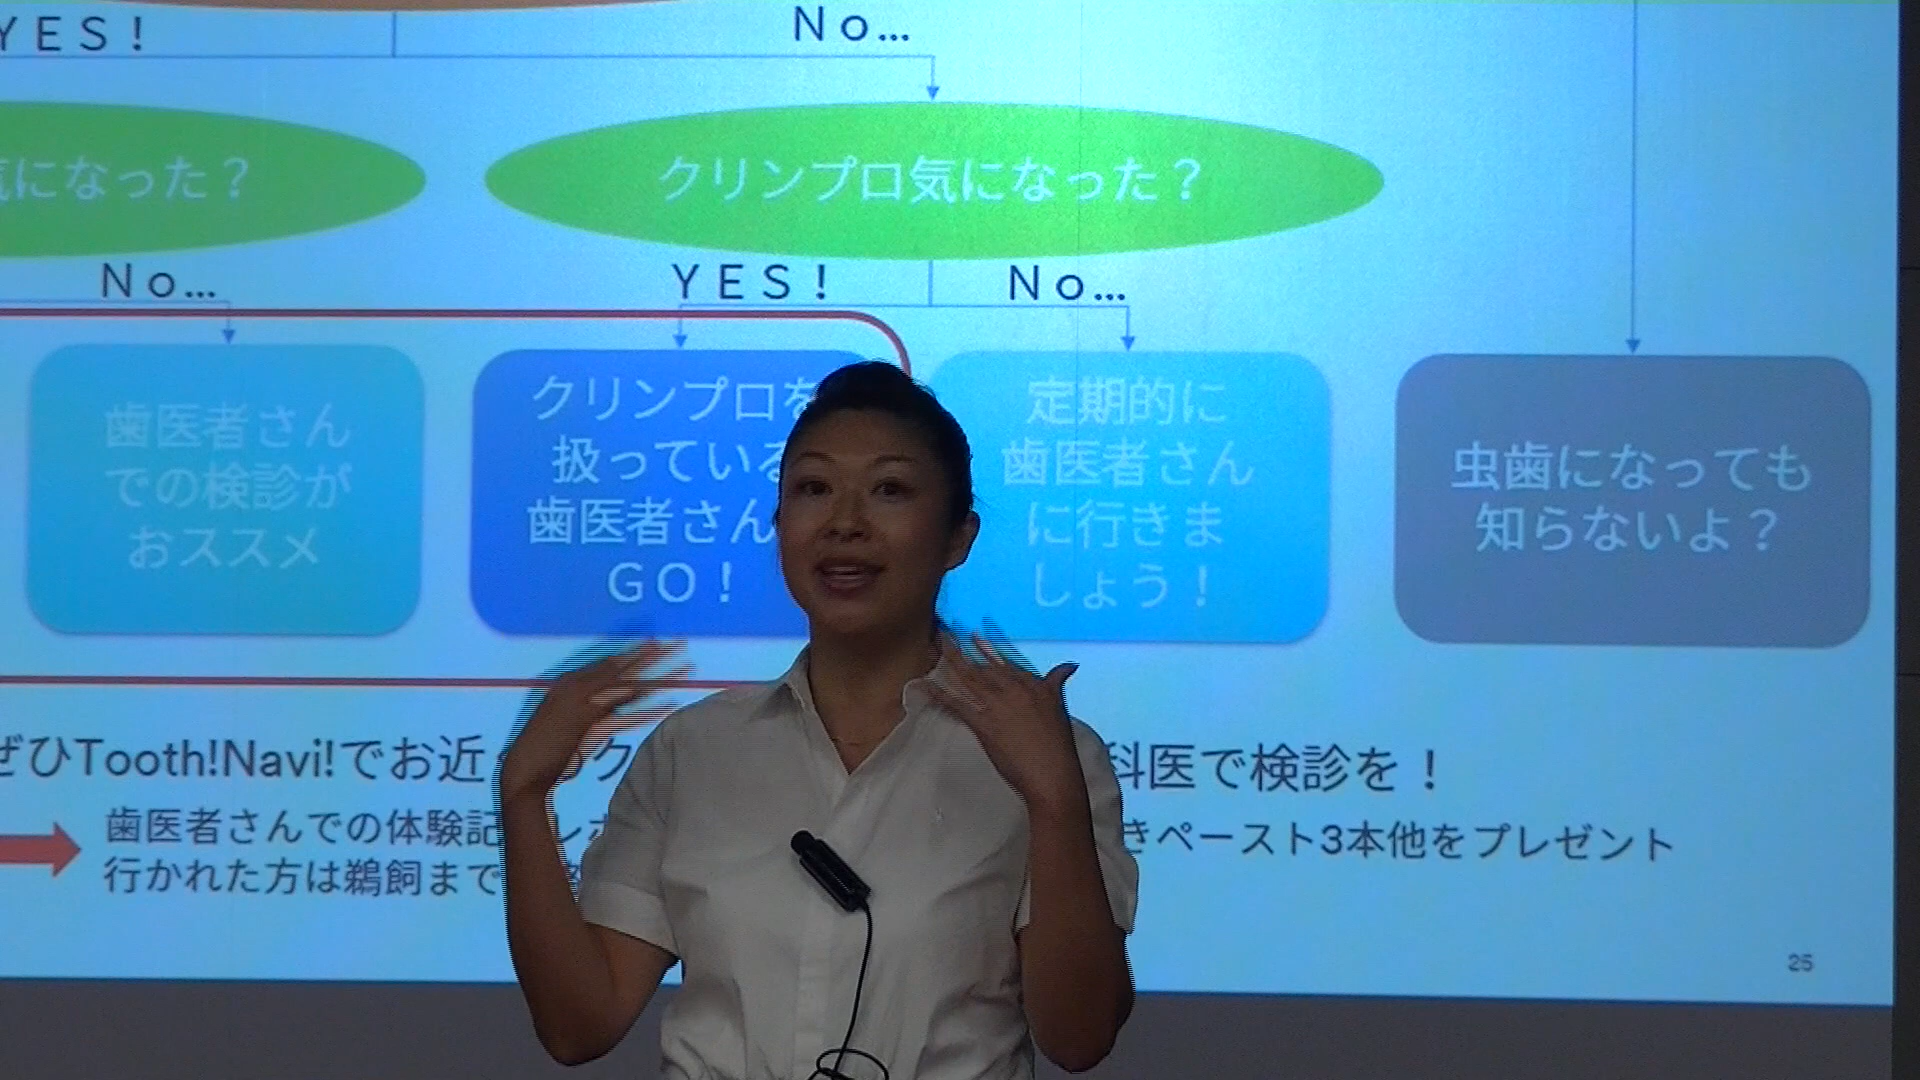 YES!
No…
気になった？
クリンプロ気になった？
No…
YES!
No…
歯医者さん
での検診が
おススメ
クリンプロを
扱っている
歯医者さん
GO！
定期的に
歯医者さん
に行きま
しょう！
虫歯になっても
知らないよ？
ぜひTooth!Navi!でお近
科医で検診を！
歯医者さんでの体験記
きペースト3本他をプレゼント
行かれた方は鵜飼まで
25